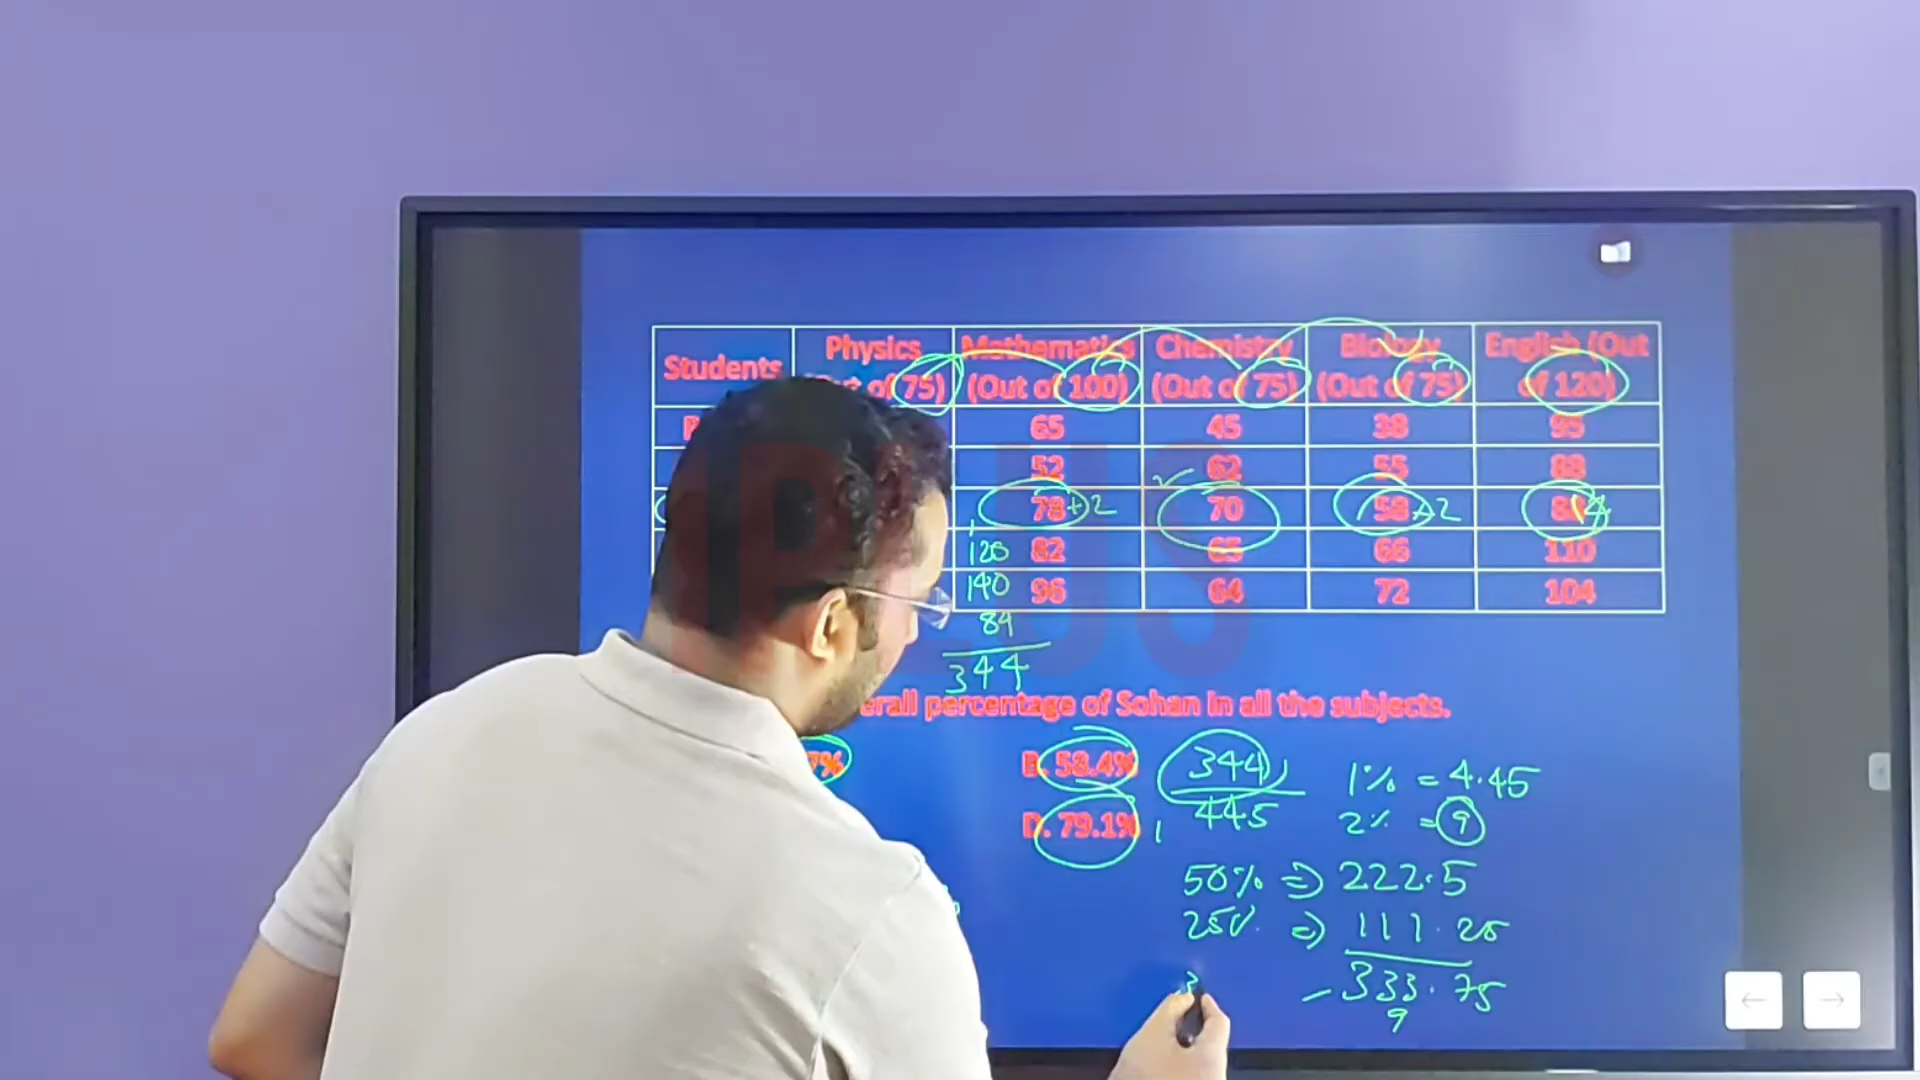 Students Physics Mathematics Chemistry Biology English (Out
of 75) (Out of 100) (Out of 75) (Out of 75) of 120)
65 45 38 95
52 62 55 88
78 +2 70 58 +2
120 82 65 66 110
140 96 64 72 104
84
344
erall percentage of Sohan in all the subjects.
7% B. 58.4% 344 1% = 4.45
D. 79.1% 445 2% = 9
50% ⇒ 222.5
25% ⇒ 111.25
333.75
9